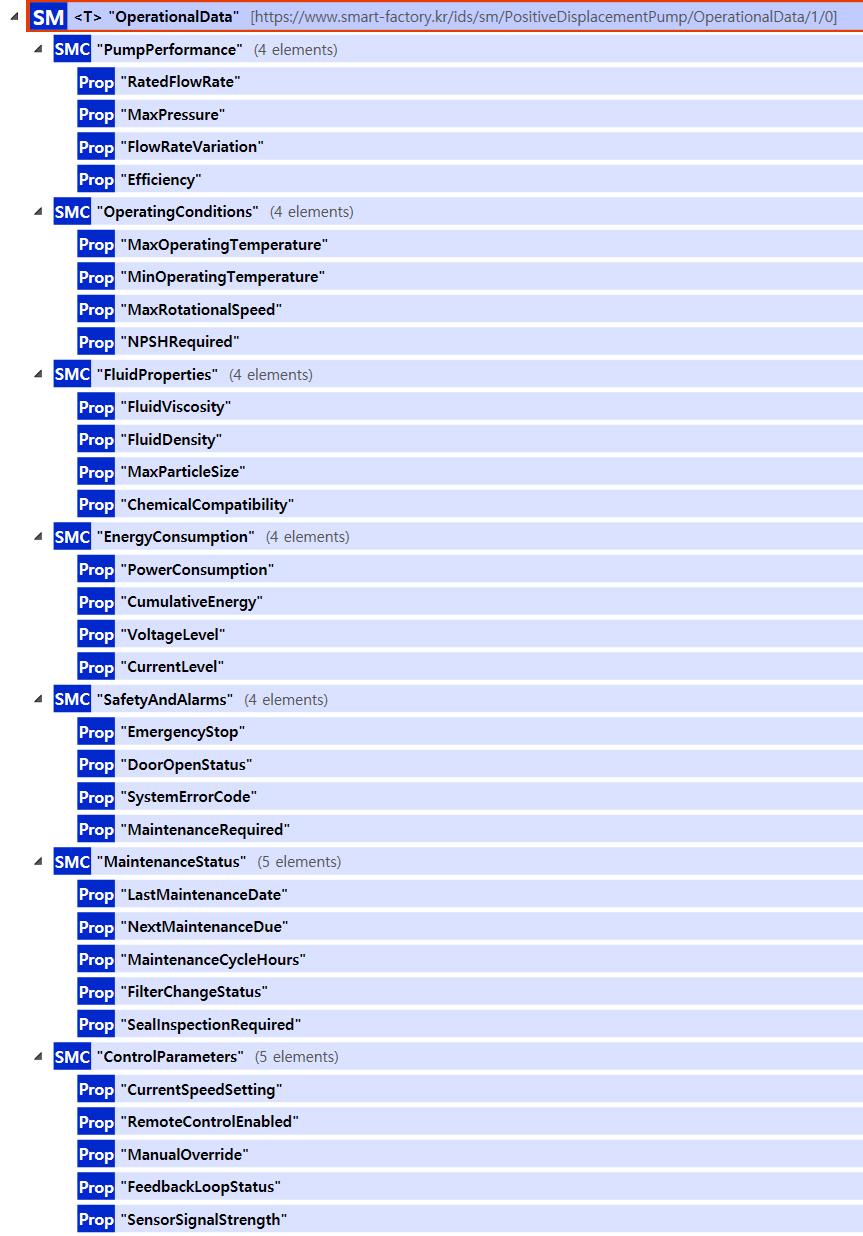 SM <T> "OperationalData" [https://www.smart-factory.kr/ids/sm/PositiveDisplacementPump/OperationalData/1/0]
SMC "PumpPerformance" (4 elements)
Prop "RatedFlowRate"
Prop "MaxPressure"
Prop "FlowRateVariation"
Prop "Efficiency"
SMC "OperatingConditions" (4 elements)
Prop "MaxOperatingTemperature"
Prop "MinOperatingTemperature"
Prop "MaxRotationalSpeed"
Prop "NPSHRequired"
SMC "FluidProperties" (4 elements)
Prop "FluidViscosity"
Prop "FluidDensity"
Prop "MaxParticleSize"
Prop "ChemicalCompatibility"
SMC "EnergyConsumption" (4 elements)
Prop "PowerConsumption"
Prop "CumulativeEnergy"
Prop "VoltageLevel"
Prop "CurrentLevel"
SMC "SafetyAndAlarms" (4 elements)
Prop "EmergencyStop"
Prop "DoorOpenStatus"
Prop "SystemErrorCode"
Prop "MaintenanceRequired"
SMC "MaintenanceStatus" (5 elements)
Prop "LastMaintenanceDate"
Prop "NextMaintenanceDue"
Prop "MaintenanceCycleHours"
Prop "FilterChangeStatus"
Prop "SealInspectionRequired"
SMC "ControlParameters" (5 elements)
Prop "CurrentSpeedSetting"
Prop "RemoteControlEnabled"
Prop "ManualOverride"
Prop "FeedbackLoopStatus"
Prop "SensorSignalStrength"